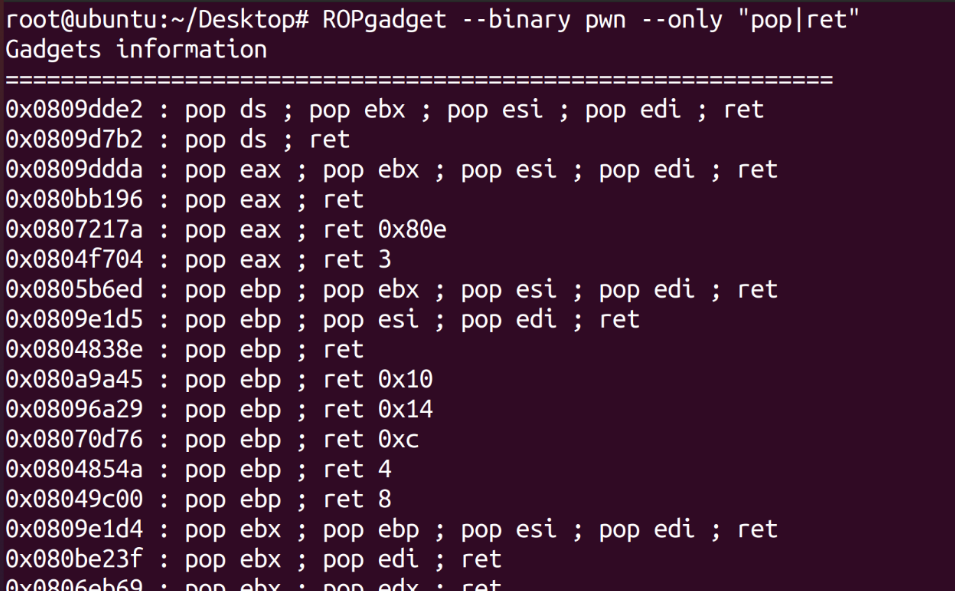 root@ubuntu:~/Desktop# ROPgadget --binary pwn --only "pop|ret"
Gadgets information
============================================================
0x0809dde2 : pop ds ; pop ebx ; pop esi ; pop edi ; ret
0x0809d7b2 : pop ds ; ret
0x0809ddda : pop eax ; pop ebx ; pop esi ; pop edi ; ret
0x080bb196 : pop eax ; ret
0x0807217a : pop eax ; ret 0x80e
0x0804f704 : pop eax ; ret 3
0x0805b6ed : pop ebp ; pop ebx ; pop esi ; pop edi ; ret
0x0809e1d5 : pop ebp ; pop esi ; pop edi ; ret
0x0804838e : pop ebp ; ret
0x080a9a45 : pop ebp ; ret 0x10
0x08096a29 : pop ebp ; ret 0x14
0x08070d76 : pop ebp ; ret 0xc
0x0804854a : pop ebp ; ret 4
0x08049c00 : pop ebp ; ret 8
0x0809e1d4 : pop ebx ; pop ebp ; pop esi ; pop edi ; ret
0x080be23f : pop ebx ; pop edi ; ret
0x0806eb69 : pop ebx ; pop edx ; ret